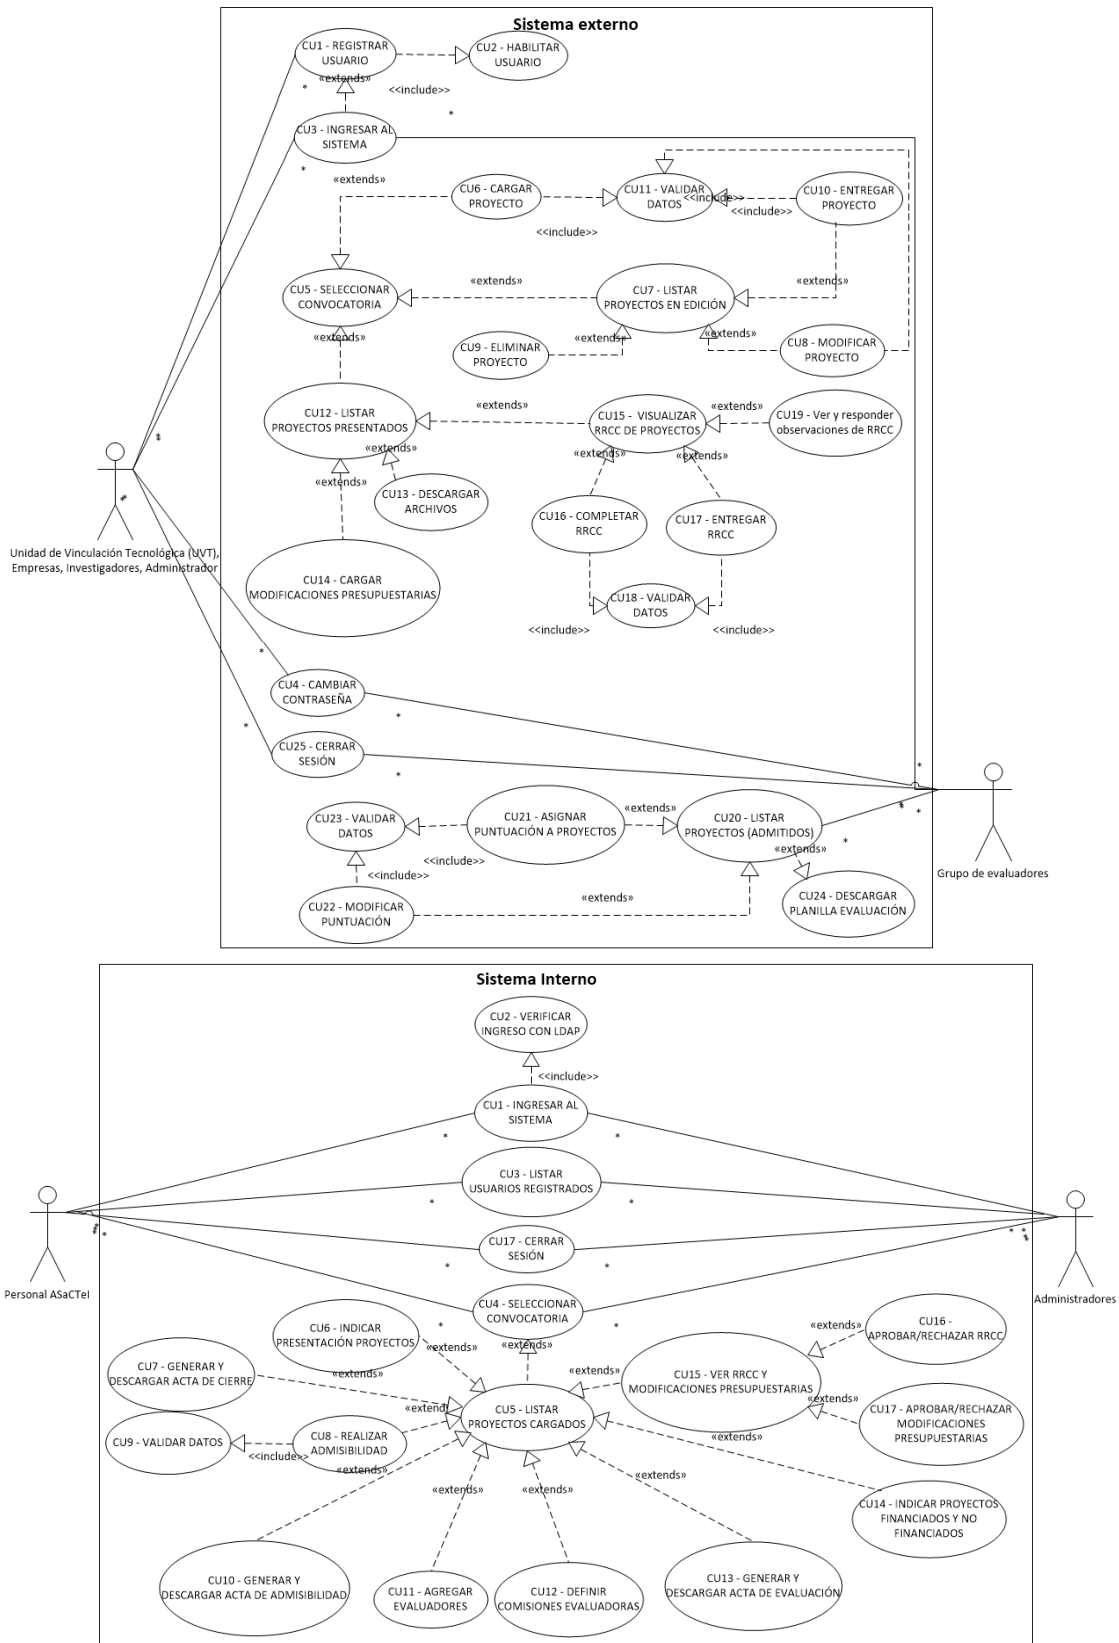 Sistema externo
CU1 - REGISTRAR
USUARIO
CU2 - HABILITAR
USUARIO
«extends»
<<include>>
*
*
CU3 - INGRESAR AL
SISTEMA
*
«extends»
CU6 - CARGAR
PROYECTO
CU11 - VALIDAR
DATOS
<<include>>
<<include>>
CU10 - ENTREGAR
PROYECTO
<<include>>
CU5 - SELECCIONAR
CONVOCATORIA
«extends»
CU7 - LISTAR
PROYECTOS EN EDICIÓN
«extends»
«extends»
«extends»
«extends»
CU9 - ELIMINAR
PROYECTO
CU8 - MODIFICAR
PROYECTO
CU12 - LISTAR
PROYECTOS PRESENTADOS
«extends»
CU15 - VISUALIZAR
RRCC DE PROYECTOS
«extends»
CU19 - Ver y responder
observaciones de RRCC
«extends»
«extends»
«extends»
«extends»
CU13 - DESCARGAR
ARCHIVOS
CU16 - COMPLETAR
RRCC
CU17 - ENTREGAR
RRCC
*
*
*
*
Unidad de Vinculación Tecnológica (UVT),
Empresas, Investigadores, Administrador
CU14 - CARGAR
MODIFICACIONES PRESUPUESTARIAS
CU18 - VALIDAR
DATOS
<<include>>
<<include>>
*
CU4 - CAMBIAR
CONTRASEÑA
*
*
CU25 - CERRAR
SESIÓN
*
*
*
*
*
Grupo de evaluadores
CU23 - VALIDAR
DATOS
CU21 - ASIGNAR
PUNTUACIÓN A PROYECTOS
«extends»
CU20 - LISTAR
PROYECTOS (ADMITIDOS)
*
<<include>>
<<include>>
«extends»
CU22 - MODIFICAR
PUNTUACIÓN
«extends»
CU24 - DESCARGAR
PLANILLA EVALUACIÓN
Sistema Interno
CU2 - VERIFICAR
INGRESO CON LDAP
<<include>>
CU1 - INGRESAR AL
SISTEMA
*
*
CU3 - LISTAR
USUARIOS REGISTRADOS
*
*
CU17 - CERRAR
SESIÓN
*
*
*
*
*
*
*
*
*
*
Personal ASaCTeI
Administradores
CU4 - SELECCIONAR
CONVOCATORIA
*
*
«extends»
CU6 - INDICAR
PRESENTACIÓN PROYECTOS
«extends»
CU7 - GENERAR Y
DESCARGAR ACTA DE CIERRE
«extends»
CU16 -
APROBAR/RECHAZAR RRCC
«extends»
CU15 - VER RRCC Y
MODIFICACIONES PRESUPUESTARIAS
«extends»
«extends»
CU5 - LISTAR
PROYECTOS CARGADOS
CU17 - APROBAR/RECHAZAR
MODIFICACIONES
PRESUPUESTARIAS
CU9 - VALIDAR DATOS
<<include>>
CU8 - REALIZAR
ADMISIBILIDAD
«extends»
«extends»
«extends»
«extends»
«extends»
«extends»
CU14 - INDICAR PROYECTOS
FINANCIADOS Y NO
FINANCIADOS
CU10 - GENERAR Y
DESCARGAR ACTA DE ADMISIBILIDAD
CU11 - AGREGAR
EVALUADORES
CU12 - DEFINIR
COMISIONES EVALUADORAS
CU13 - GENERAR Y
DESCARGAR ACTA DE EVALUACIÓN